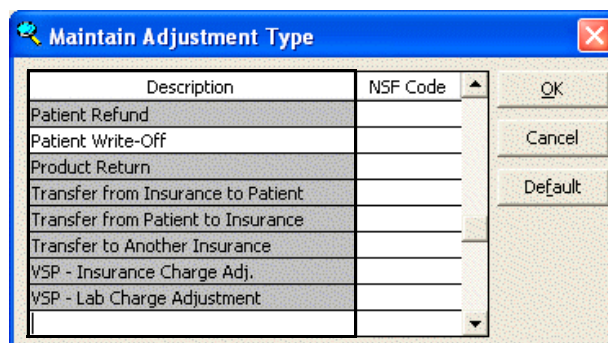 Maintain Adjustment Type
Description NSF Code
OK
Patient Refund
Patient Write-Off
Cancel
Product Return
Transfer from Insurance to Patient
Default
Transfer from Patient to Insurance
Transfer to Another Insurance
VSP - Insurance Charge Adj.
VSP - Lab Charge Adjustment